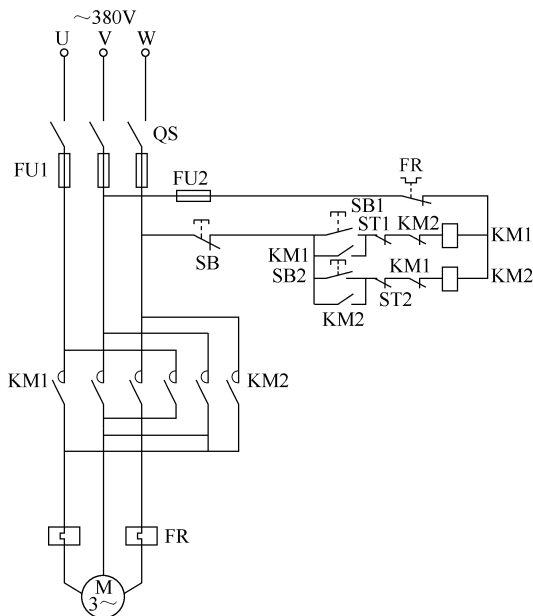 ～380V
U V W
QS
FU1
FU2
FR
SB1
ST1 KM2
KM1
SB
KM1
SB2
KM1
KM2
ST2
KM2
KM1
KM2
FR
M
3～